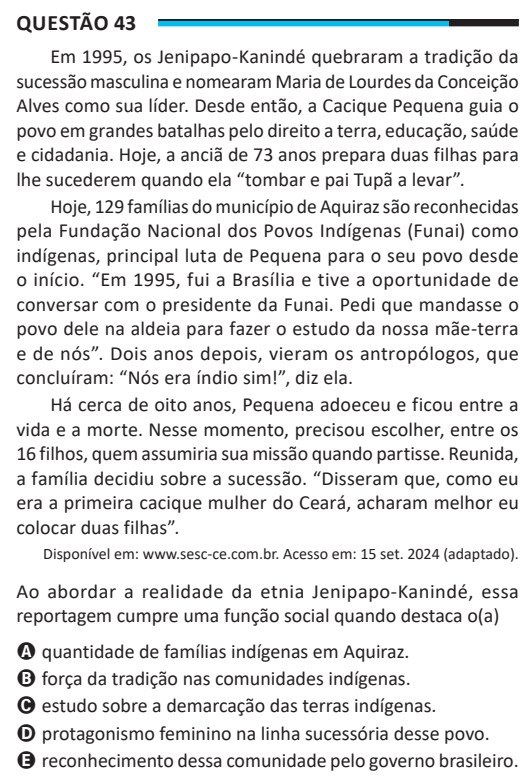 QUESTÃO 43
Em 1995, os Jenipapo-Kanindé quebraram a tradição da
sucessão masculina e nomearam Maria de Lourdes da Conceição
Alves como sua líder. Desde então, a Cacique Pequena guia o
povo em grandes batalhas pelo direito a terra, educação, saúde
e cidadania. Hoje, a anciã de 73 anos prepara duas filhas para
lhe sucederem quando ela “tombar e pai Tupã a levar”.
Hoje, 129 famílias do município de Aquiraz são reconhecidas
pela Fundação Nacional dos Povos Indígenas (Funai) como
indígenas, principal luta de Pequena para o seu povo desde
o início. “Em 1995, fui a Brasília e tive a oportunidade de
conversar com o presidente da Funai. Pedi que mandasse o
povo dele na aldeia para fazer o estudo da nossa mãe-terra
e de nós”. Dois anos depois, vieram os antropólogos, que
concluíram: “Nós era índio sim!”, diz ela.
Há cerca de oito anos, Pequena adoeceu e ficou entre a
vida e a morte. Nesse momento, precisou escolher, entre os
16 filhos, quem assumiria sua missão quando partisse. Reunida,
a família decidiu sobre a sucessão. “Disseram que, como eu
era a primeira cacique mulher do Ceará, acharam melhor eu
colocar duas filhas”.
Disponível em: www.sesc-ce.com.br. Acesso em: 15 set. 2024 (adaptado).
Ao abordar a realidade da etnia Jenipapo-Kanindé, essa
reportagem cumpre uma função social quando destaca o(a)
A quantidade de famílias indígenas em Aquiraz.
B força da tradição nas comunidades indígenas.
C estudo sobre a demarcação das terras indígenas.
D protagonismo feminino na linha sucessória desse povo.
E reconhecimento dessa comunidade pelo governo brasileiro.